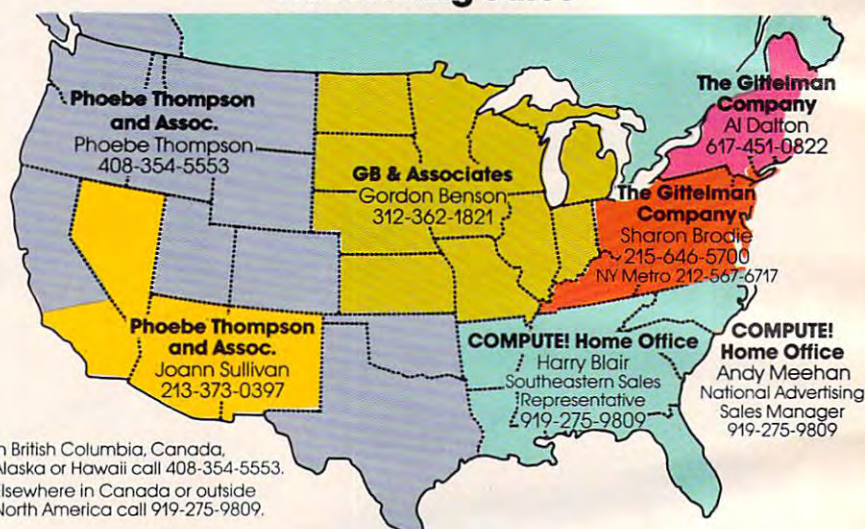 Phoebe Thompson
and Assoc.
Phoebe Thompson
408-354-5553
The Gittelman
Company
Al Dalton
617-451-0822
GB & Associates
Gordon Benson
312-362-1821
The Gittelman
Company
Sharon Brodie
215-646-5700
NY Metro 212-567-6717
Phoebe Thompson
and Assoc.
Joann Sullivan
213-373-0397
COMPUTE! Home Office
Harry Blair
Southeastern Sales
Representative
919-275-9809
COMPUTE!
Home Office
Andy Meehan
National Advertising
Sales Manager
919-275-9809
n British Columbia, Canada,
Alaska or Hawaii call 408-354-5553.
Elsewhere in Canada or outside
North America call 919-275-9809.